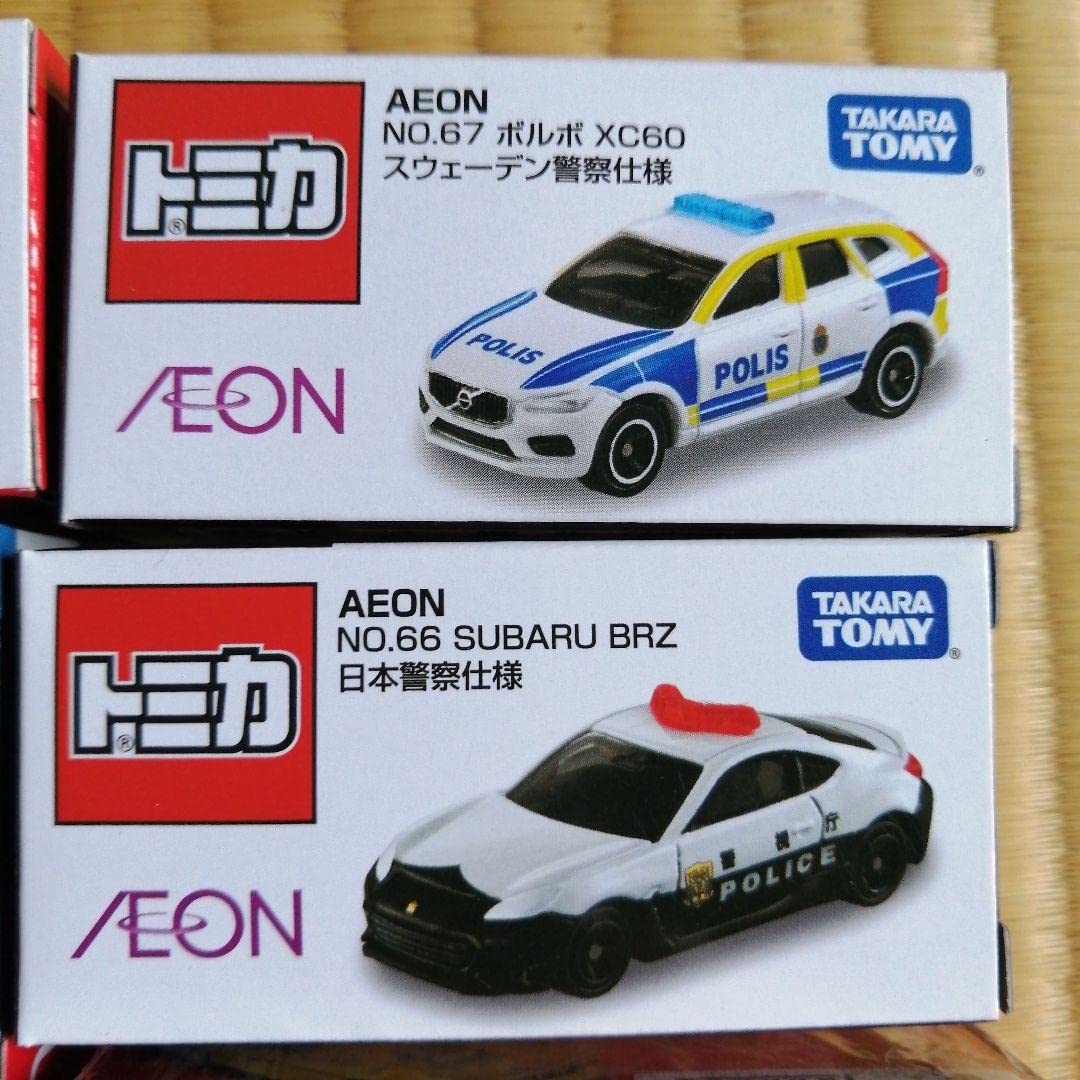 トミカ
®
AEON
NO.67 ボルボ XC60
スウェーデン警察仕様
TAKARA
TOMY
®
POLIS
POLIS
AEON
トミカ
®
AEON
NO.66 SUBARU BRZ
日本警察仕様
TAKARA
TOMY
®
警視庁
POLICE
AEON